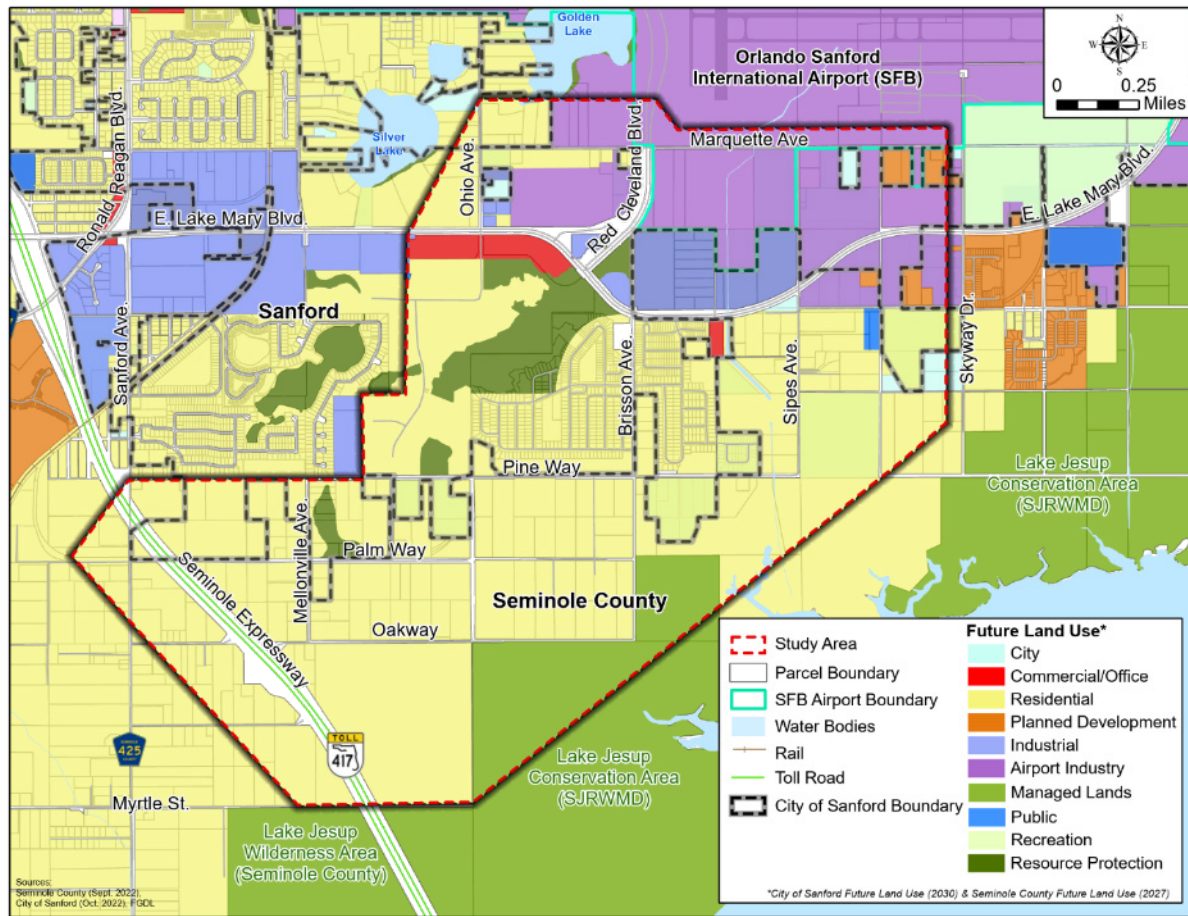 Golden
Lake
Orlando Sanford
International Airport (SFB)
N
W
E
S
0 0.25
Miles
Ronald Reagan Blvd.
Silver
Lake
Ohio Ave.
Red Cleveland Blvd.
Marquette Ave
E. Lake Mary Blvd.
E. Lake Mary Blvd.
Sanford
Sanford Ave.
Brisson Ave.
Sipes Ave.
Skyway Dr.
Pine Way
Lake Jesup
Conservation Area
(SJRWMD)
Mellonville Ave.
Palm Way
Seminole Expressway
Seminole County
Oakway
TOLL
417
425
Myrtle St.
Lake Jesup
Conservation Area
(SJRWMD)
Lake Jesup
Wilderness Area
(Seminole County)
Study Area
Parcel Boundary
SFB Airport Boundary
Water Bodies
Rail
Toll Road
City of Sanford Boundary
Future Land Use*
City
Commercial/Office
Residential
Planned Development
Industrial
Airport Industry
Managed Lands
Public
Recreation
Resource Protection
*City of Sanford Future Land Use (2030) & Seminole County Future Land Use (2027)
Sources:
Seminole County (Sept. 2022),
City of Sanford (Oct. 2022), FGDL